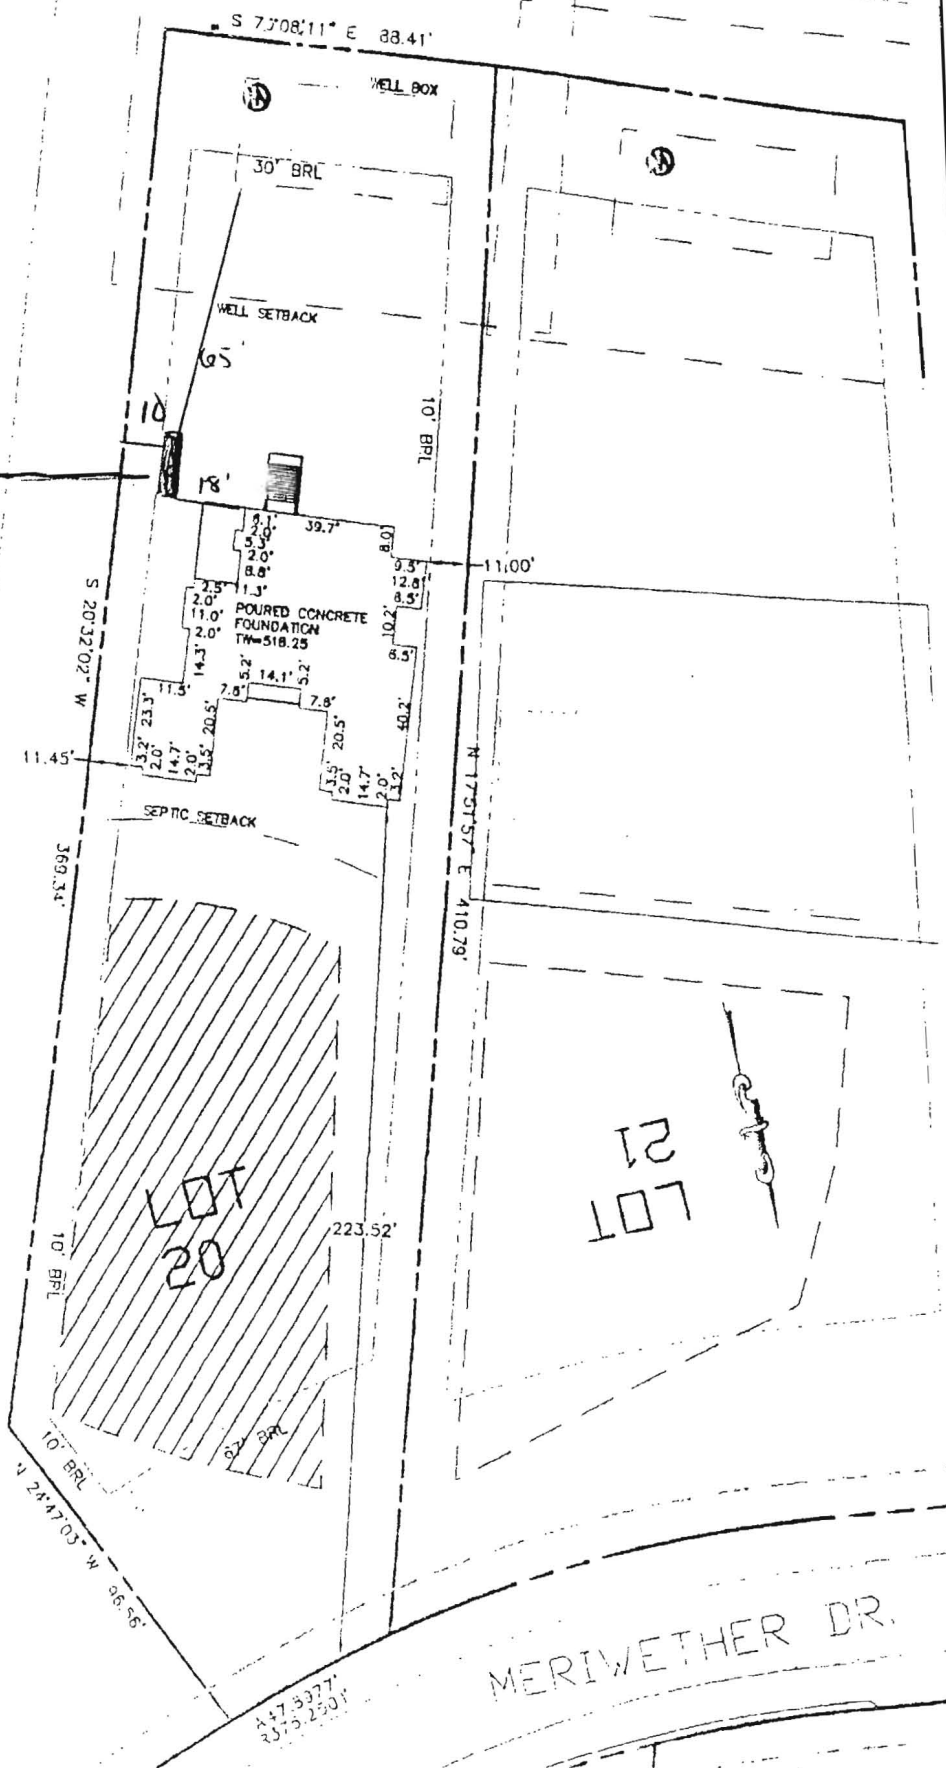 S 7 08'11" E 88.41'
WELL BOX
30' BRL
WELL SETBACK
65'
10
10' BRL
18'
8.1'
2.0'
5.3'
2.0'
8.8'
1.3'
39.7'
8.0'
9.5'
12.8'
8.5'
10.2'
6.5'
11.00'
2.5'
2.0'
11.0'
2.0'
14.3'
POURED CONCRETE
FOUNDATION
TW=518.25
5.2'
14.1'
5.2'
11.5'
7.8'
7.8'
23.3'
20.5'
20.5'
40.2'
S 20°32'02" W
11.45'
3.2'
2.0'
14.7'
2.0'
3.5'
3.5'
2.0'
14.7'
2.0'
3.2'
SEPTIC SETBACK
369.34'
N 17°51'57" E 410.79'
LOT
20
LOT
21
223.52'
10' BRL
10' BRL
BRL
N 24°47'03" W 96.56'
MERIWETHER DR.